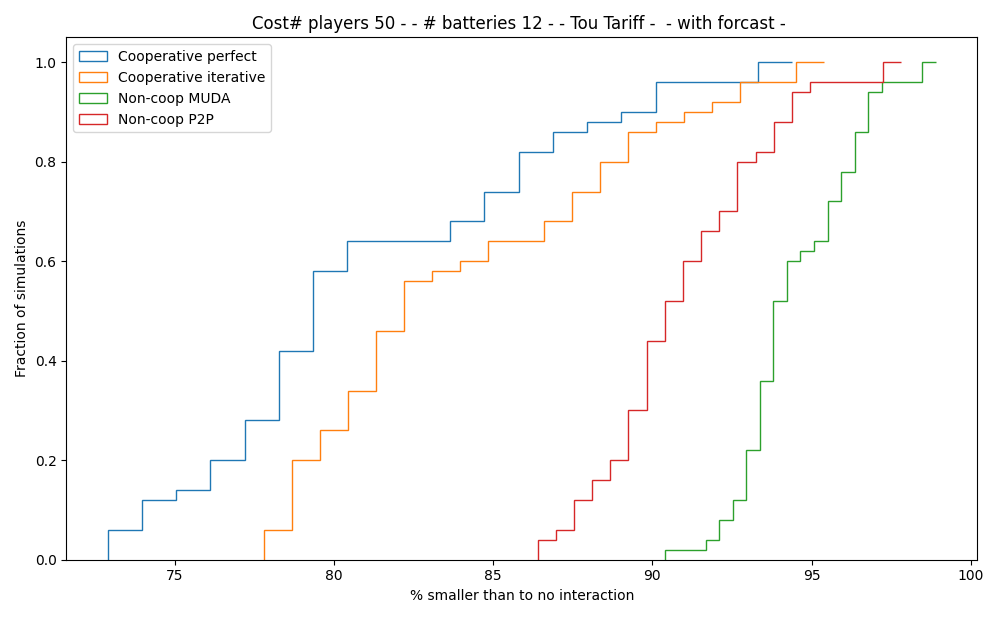 Cost# players 50 - - # batteries 12 - - Tou Tariff -  - with forcast -
Cooperative perfect
Cooperative iterative
Non-coop MUDA
Non-coop P2P
Fraction of simulations
1.0
0.8
0.6
0.4
0.2
0.0
75 80 85 90 95 100
% smaller than to no interaction